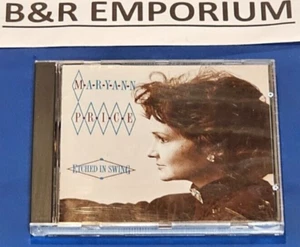 B&R EMPORIUM
MARYANN
PRICE
ETCHED IN SWING